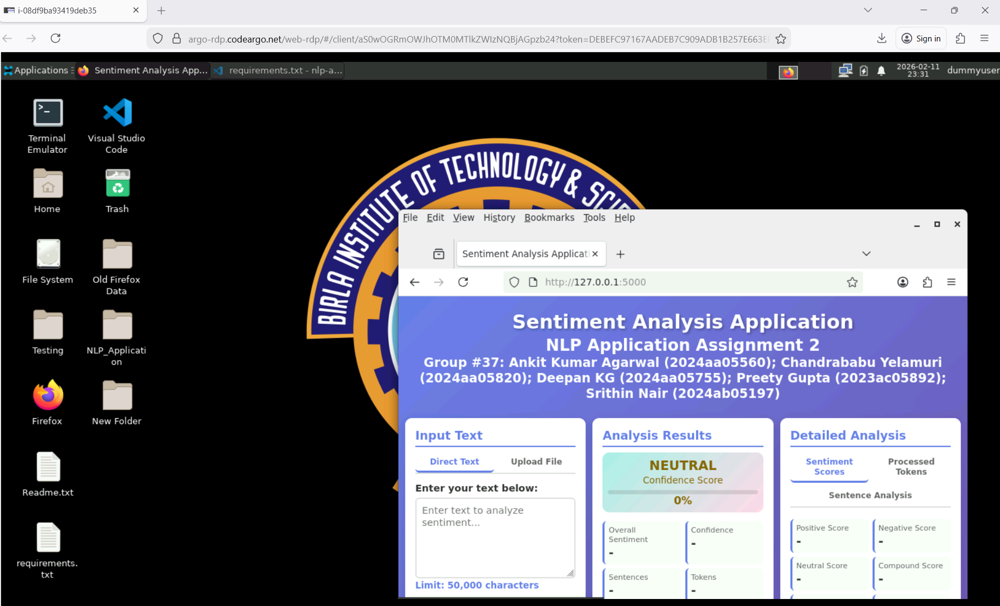 i-08df9ba93419deb35
argo-rdp.codeargo.net/web-rdp/#/client/aS0wOGRmOWJhOTM0MTlkZWIzNQBjAGpzb24?token=DEBEFC97167AADEB7C909ADB1B257E663E
Sign in
Applications
Sentiment Analysis App...
requirements.txt - nlp-a...
2026-02-11
23:31
dummyuser
Terminal
Emulator
Visual Studio
Code
Home
Trash
File System
Old Firefox
Data
Testing
NLP_Applicati
on
Firefox
New Folder
Readme.txt
requirements.
txt
BIRLA INSTITUTE OF TECHNOLOGY &
File Edit View History Bookmarks Tools Help
Sentiment Analysis Applicati
http://127.0.0.1:5000
Sentiment Analysis Application
NLP Application Assignment 2
Group #37: Ankit Kumar Agarwal (2024aa05560); Chandrababu Yelamuri
(2024aa05820); Deepan KG (2024aa05755); Preety Gupta (2023ac05892);
Srithin Nair (2024ab05197)
Input Text
Direct Text
Upload File
Enter your text below:
Enter text to analyze
sentiment...
Limit: 50,000 characters
Analysis Results
NEUTRAL
Confidence Score
0%
Overall
Sentiment
-
Confidence
-
Sentences
-
Tokens
-
Detailed Analysis
Sentiment
Scores
Processed
Tokens
Sentence Analysis
Positive Score
-
Negative Score
-
Neutral Score
-
Compound Score
-